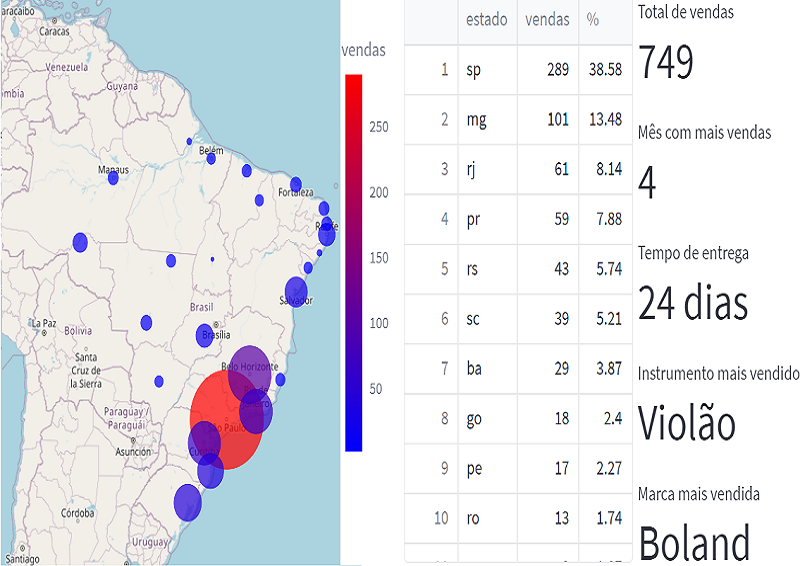 aracaibo
Caracas
Venezuela
Guyana
mbia
Belém
Manaus
Fortaleza
Brasil
Salvador
La Paz
Bolivia
Brasília
Santa
Cruz de
la Sierra
Belo Horizonte
São Paulo
Paraguay /
Paraguái
Asunción
Córdoba
Uruguay
Santiago
vendas
250
200
150
100
50
estado vendas %
1 sp 289 38.58
2 mg 101 13.48
3 rj 61 8.14
4 pr 59 7.88
5 rs 43 5.74
6 sc 39 5.21
7 ba 29 3.87
8 go 18 2.4
9 pe 17 2.27
10 ro 13 1.74
Total de vendas
749
Mês com mais vendas
4
Tempo de entrega
24 dias
Instrumento mais vendido
Violão
Marca mais vendida
Boland